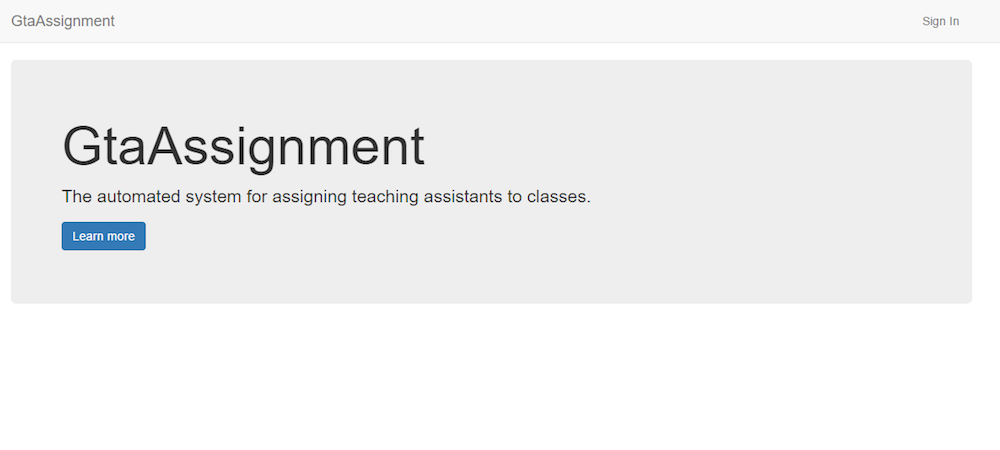 GtaAssignment
Sign In
GtaAssignment
The automated system for assigning teaching assistants to classes.
Learn more